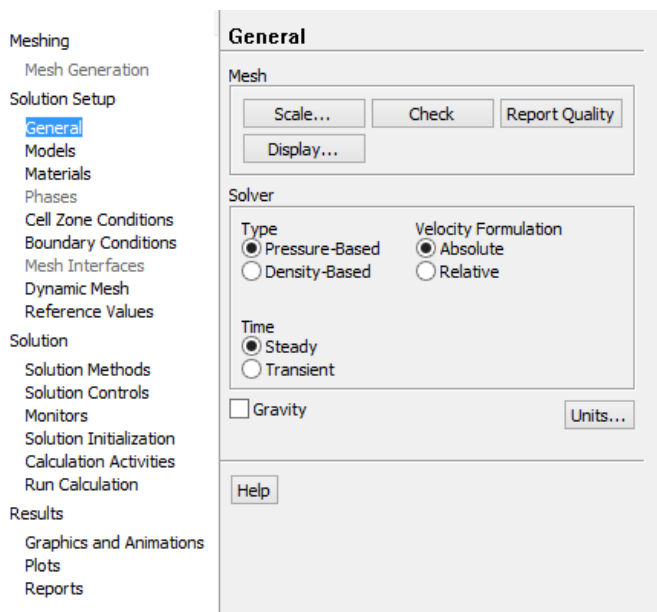 Meshing
Mesh Generation
Solution Setup
General
Models
Materials
Phases
Cell Zone Conditions
Boundary Conditions
Mesh Interfaces
Dynamic Mesh
Reference Values
Solution
Solution Methods
Solution Controls
Monitors
Solution Initialization
Calculation Activities
Run Calculation
Results
Graphics and Animations
Plots
Reports
General
Mesh
Scale... Check Report Quality
Display...
Solver
Type Velocity Formulation
Pressure-Based Absolute
Density-Based Relative
Time
Steady
Transient
Gravity Units...
Help